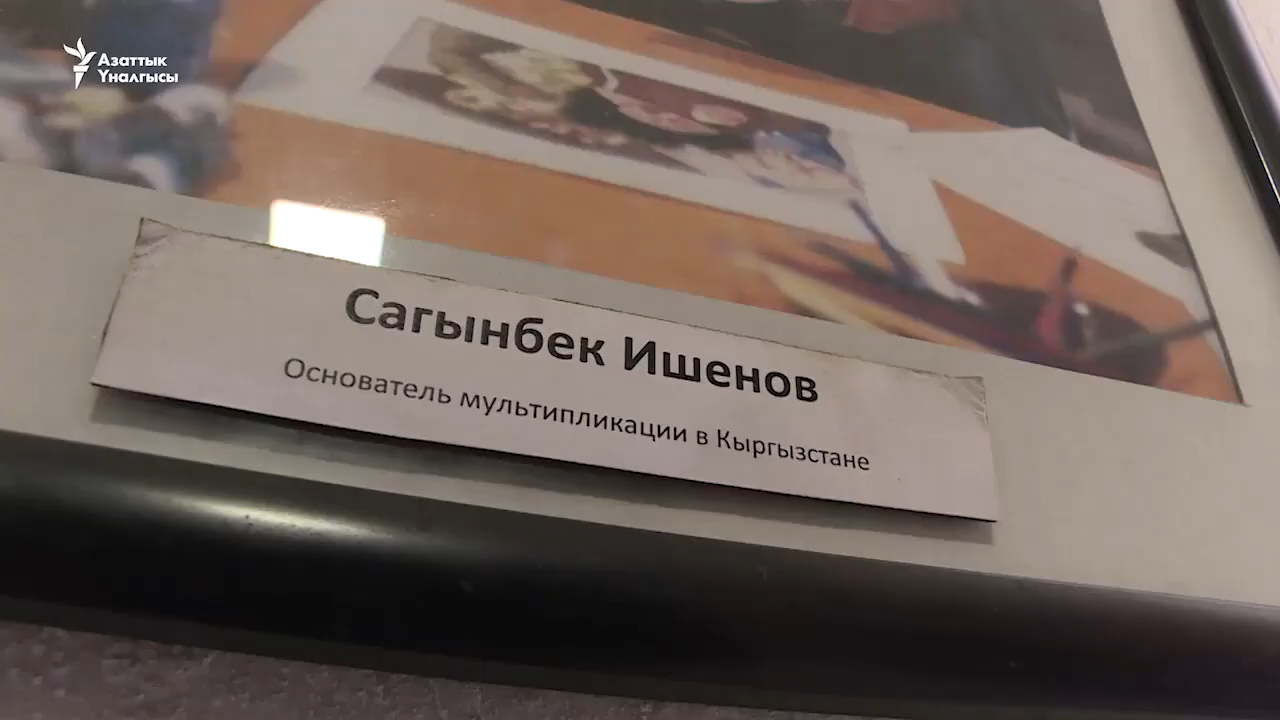 Азаттык
Үналгысы
Сагынбек Ишенов
Основатель мультипликации в Кыргызстане